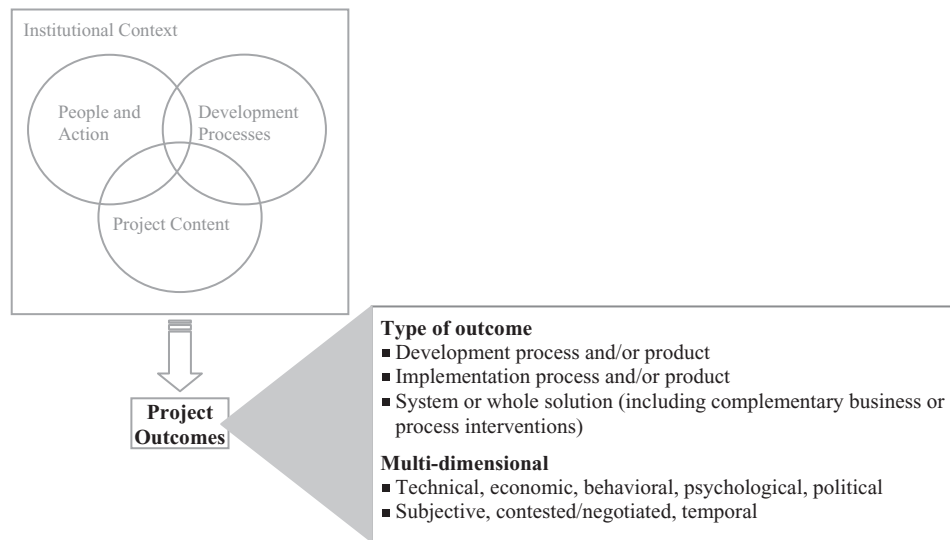 Institutional Context
People and
Action
Development
Processes
Project Content
Project
Outcomes
Type of outcome
▪ Development process and/or product
▪ Implementation process and/or product
▪ System or whole solution (including complementary business or
process interventions)
Multi-dimensional
▪ Technical, economic, behavioral, psychological, political
▪ Subjective, contested/negotiated, temporal